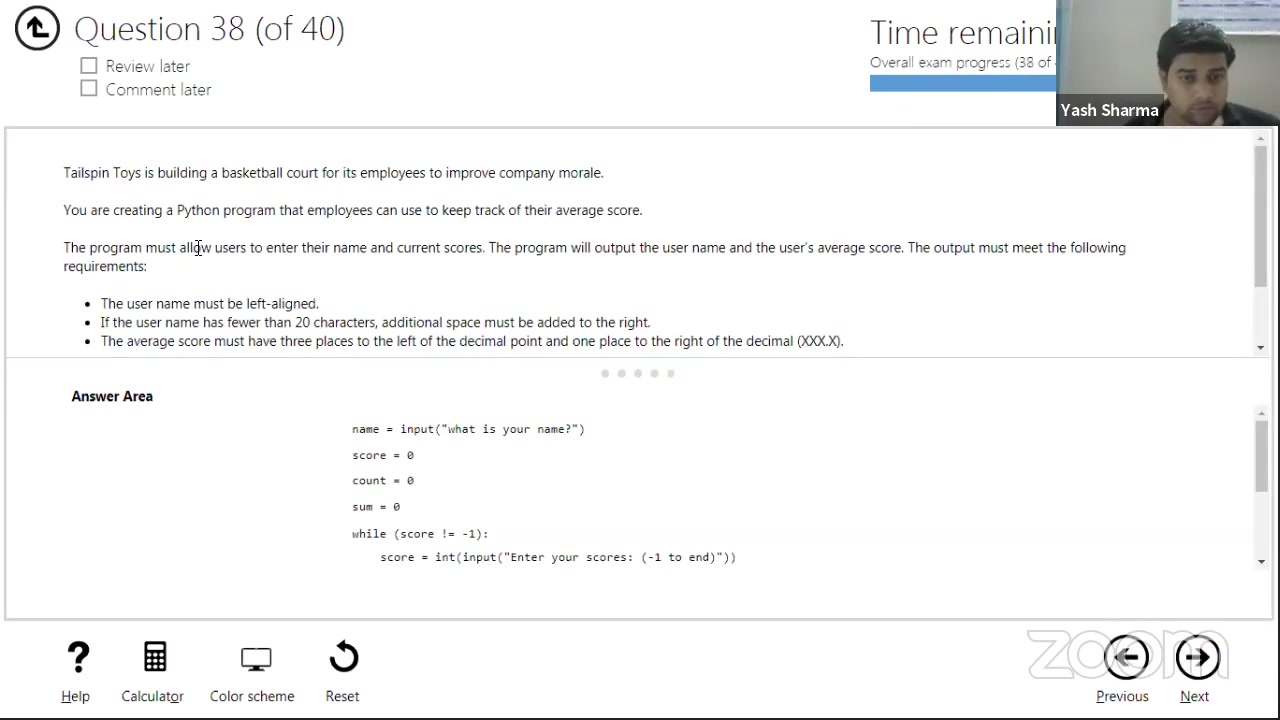 Question 38 (of 40)
Review later
Comment later
Time remaini
Overall exam progress (38 of
Yash Sharma
Tailspin Toys is building a basketball court for its employees to improve company morale.
You are creating a Python program that employees can use to keep track of their average score.
The program must allow users to enter their name and current scores. The program will output the user name and the user's average score. The output must meet the following
requirements:
• The user name must be left-aligned.
• If the user name has fewer than 20 characters, additional space must be added to the right.
• The average score must have three places to the left of the decimal point and one place to the right of the decimal (XXX.X).
Answer Area
name = input("what is your name?")
score = 0
count = 0
sum = 0
while (score != -1):
score = int(input("Enter your scores: (-1 to end)"))
zoom
Help
Calculator
Color scheme
Reset
Previous
Next